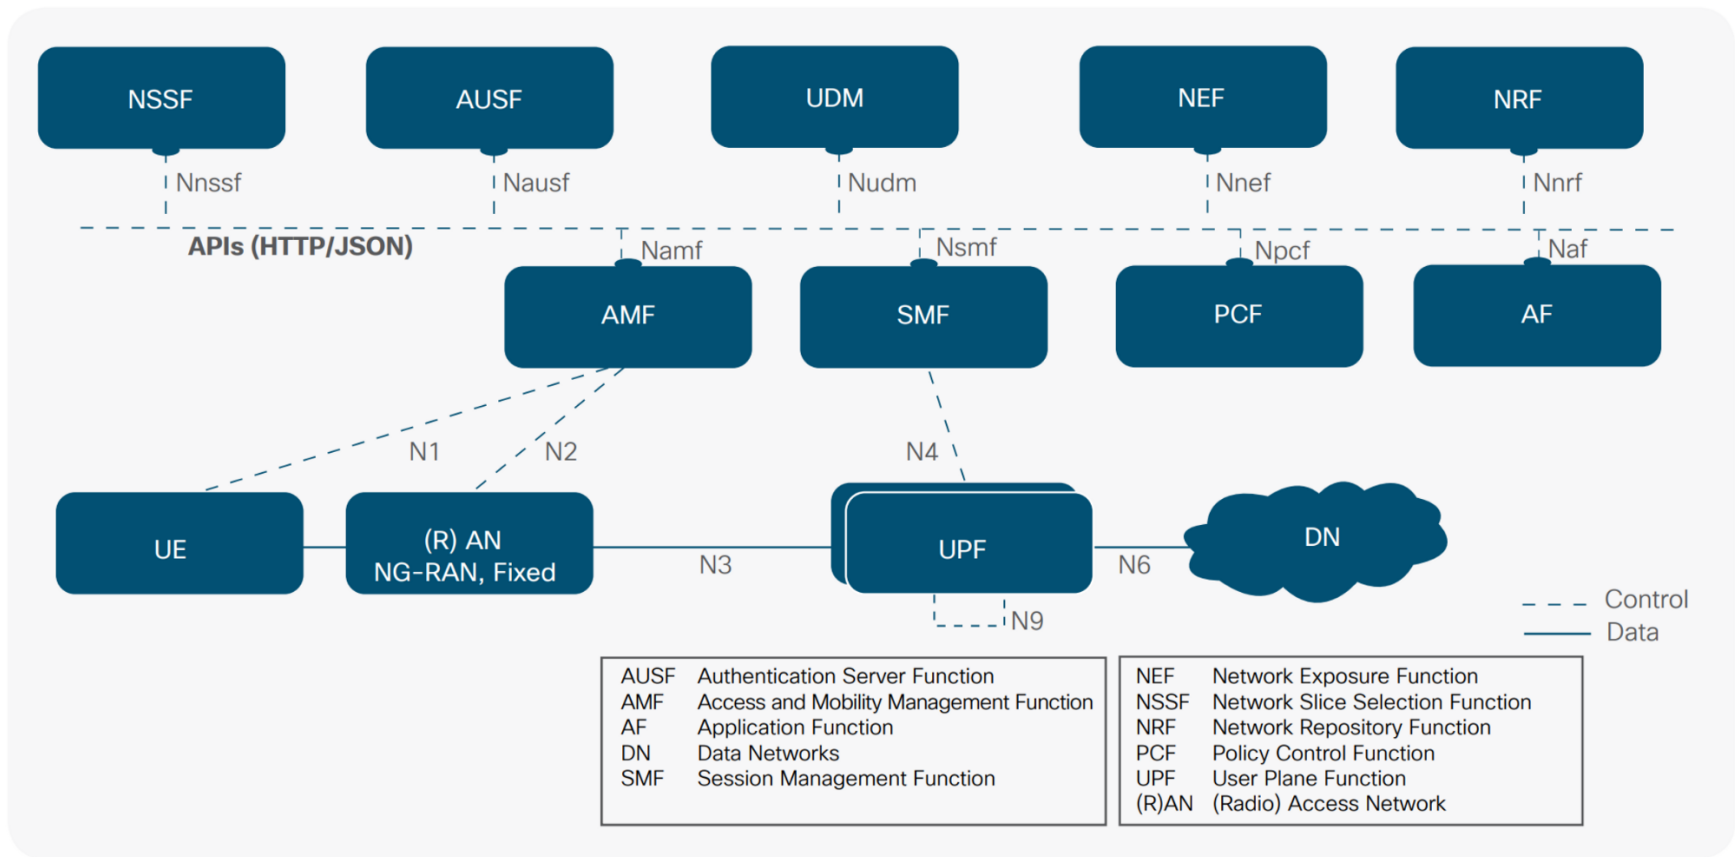 NSSF
AUSF
UDM
NEF
NRF
Nnssf
Nausf
Nudm
Nnef
Nnrf
APIs (HTTP/JSON)
Namf
Nsmf
Npcf
Naf
AMF
SMF
PCF
AF
N1
N2
N4
UE
(R) AN
NG-RAN, Fixed
N3
UPF
N6
DN
N9
Control
Data
AUSF Authentication Server Function
AMF Access and Mobility Management Function
AF Application Function
DN Data Networks
SMF Session Management Function
NEF Network Exposure Function
NSSF Network Slice Selection Function
NRF Network Repository Function
PCF Policy Control Function
UPF User Plane Function
(R)AN (Radio) Access Network